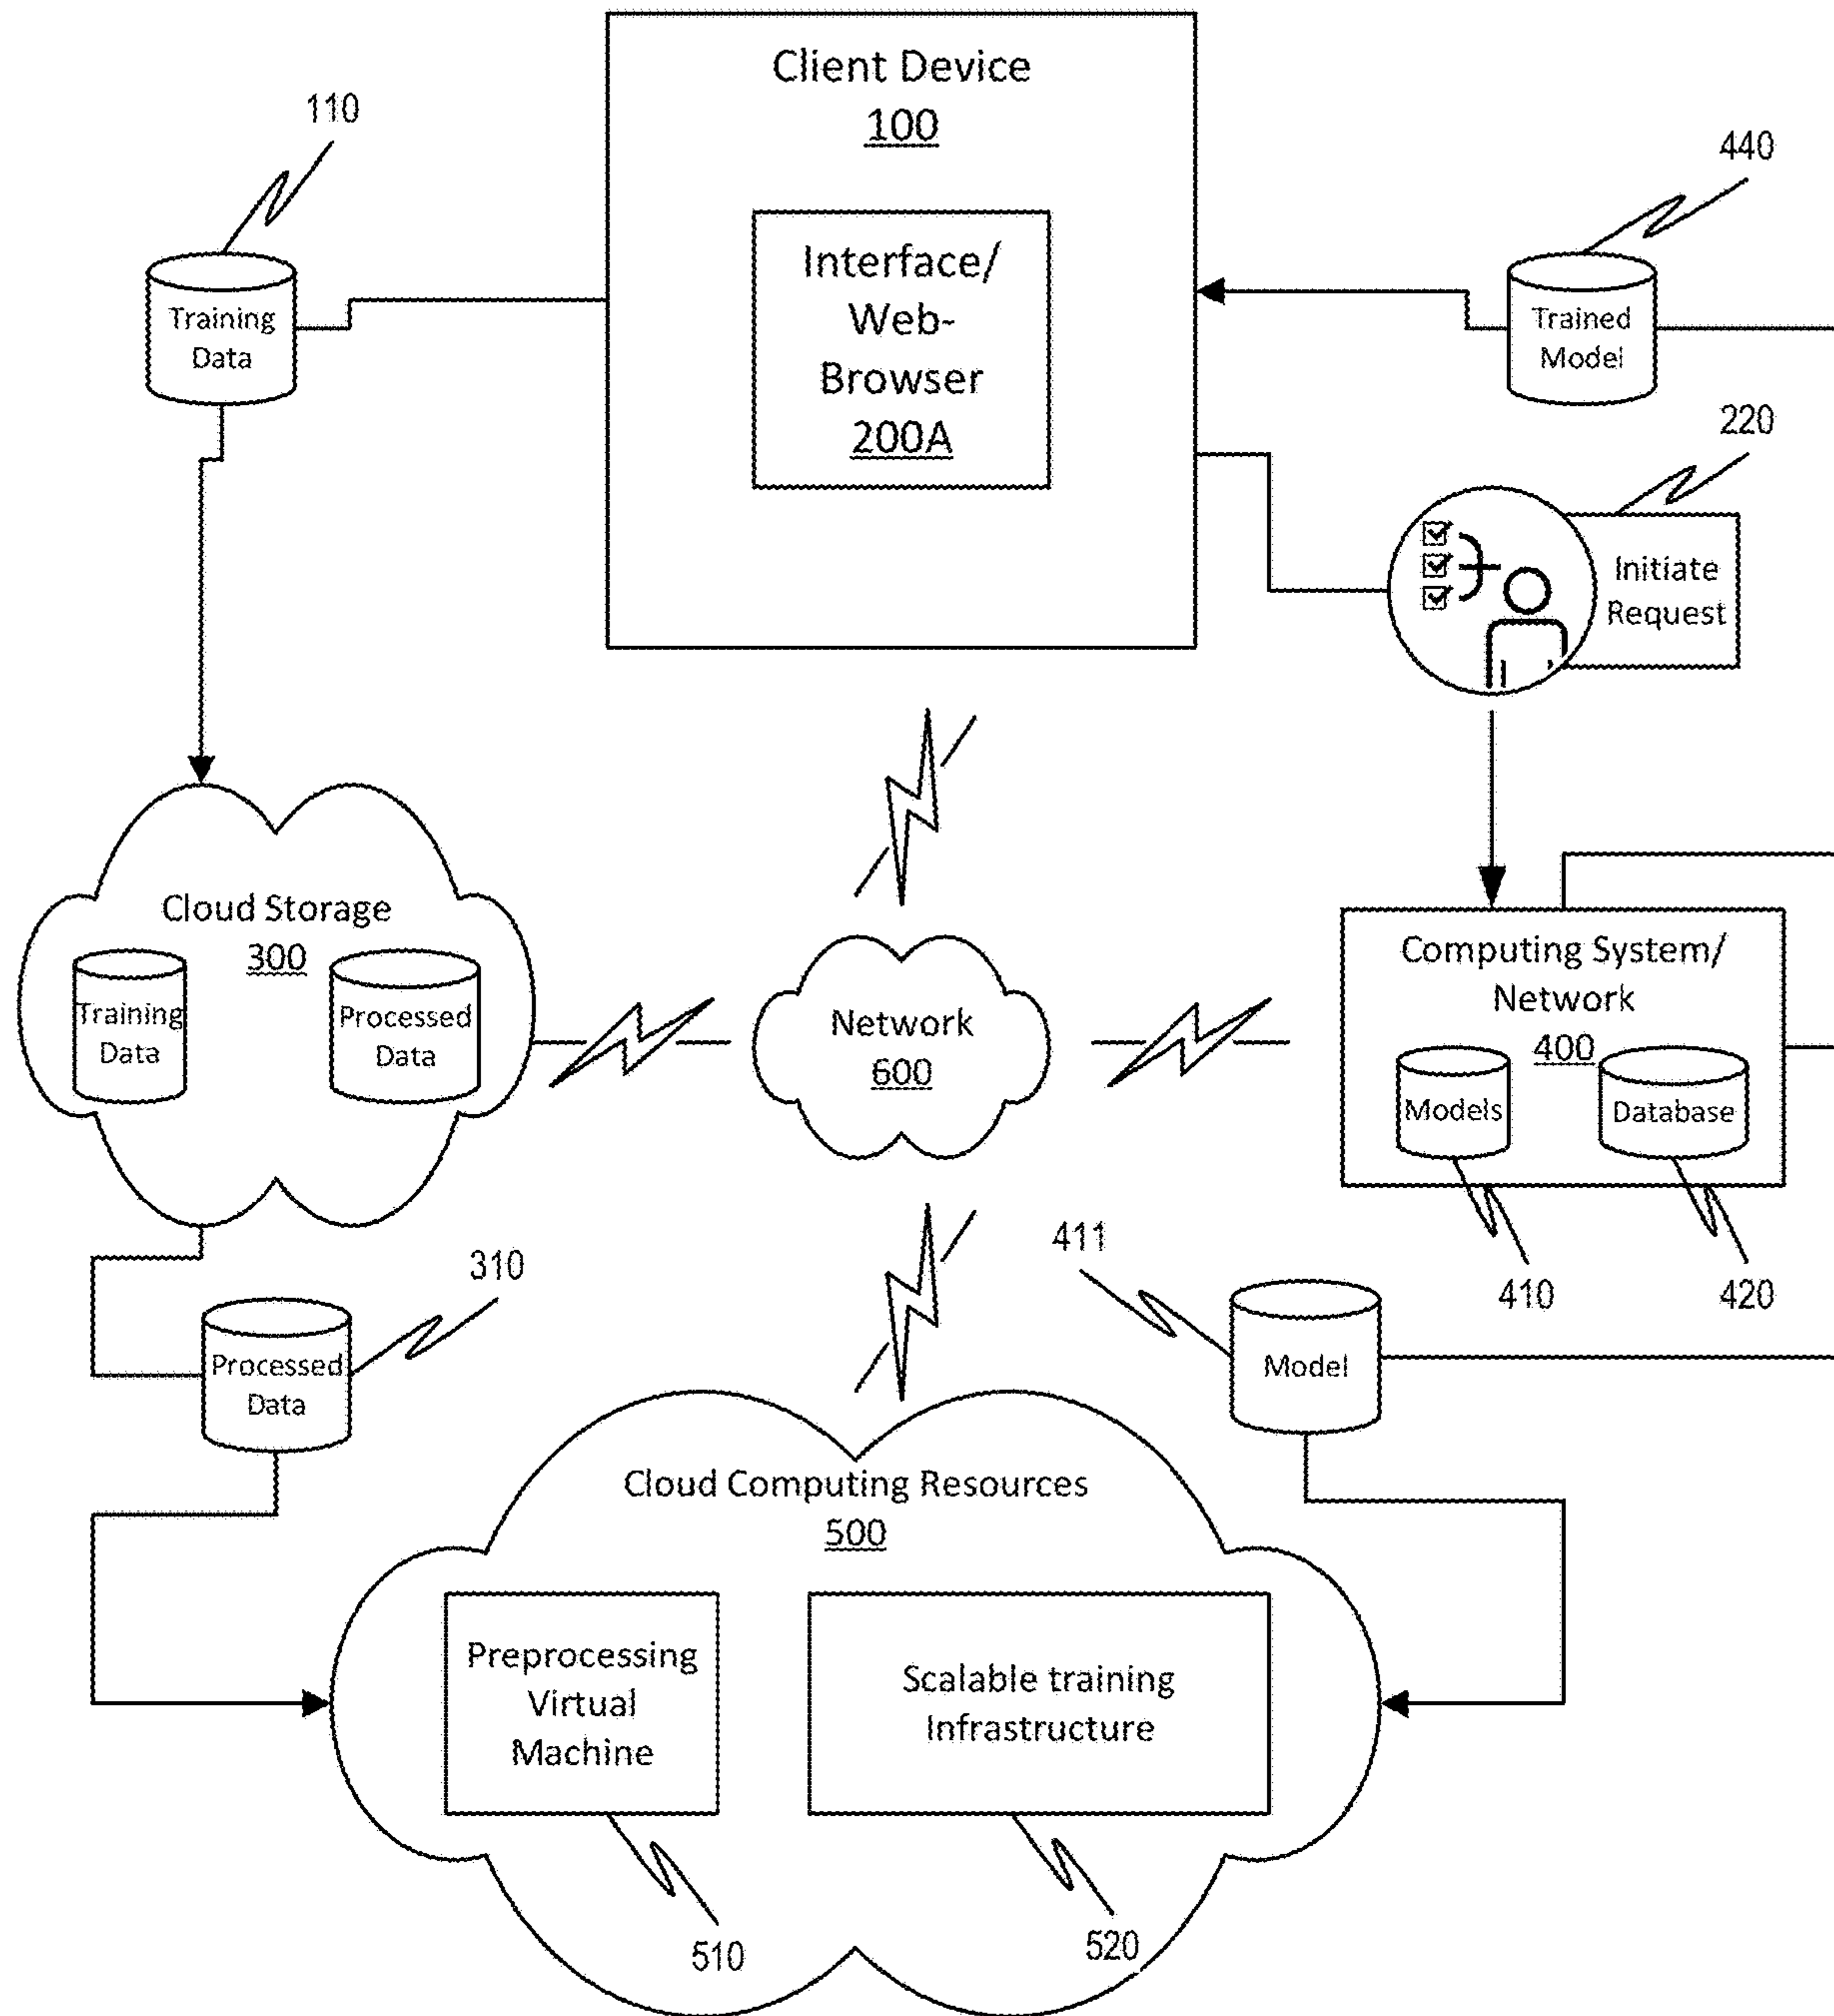 Client Device
100
110
440
Interface/
Web-
Browser
200A
Training
Data
Trained
Model
220
Initiate
Request
Cloud Storage
300
Training
Data
Processed
Data
Network
600
Computing System/
Network
400
Models
Database
411
310
410
420
Processed
Data
Model
Cloud Computing Resources
500
Preprocessing
Virtual
Machine
Scalable training
Infrastructure
510
520